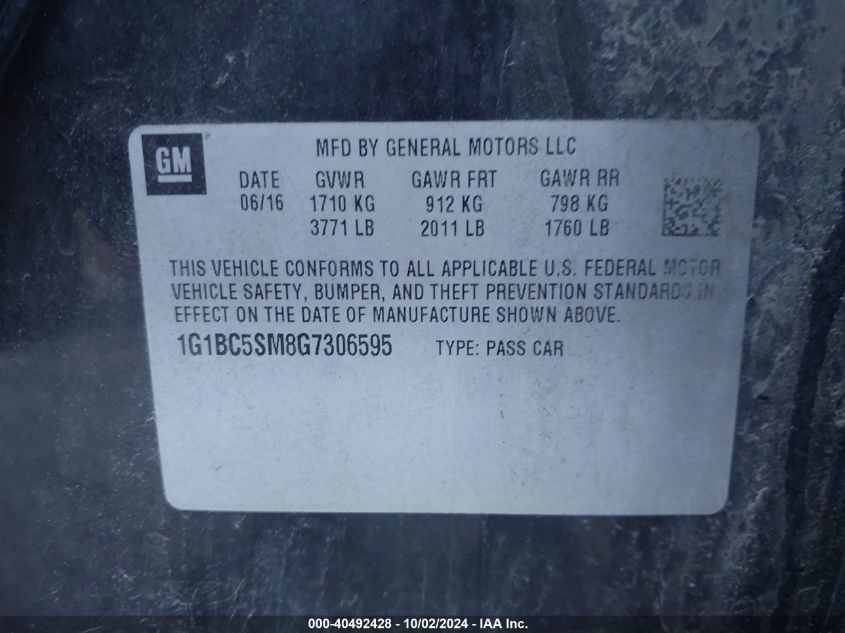 GM
MFD BY GENERAL MOTORS LLC
DATE GVWR GAWR FRT GAWR RR
06/16 1710 KG 912 KG 798 KG
3771 LB 2011 LB 1760 LB
THIS VEHICLE CONFORMS TO ALL APPLICABLE U.S. FEDERAL MOTOR
VEHICLE SAFETY, BUMPER, AND THEFT PREVENTION STANDARDS IN
EFFECT ON THE DATE OF MANUFACTURE SHOWN ABOVE.
1G1BC5SM8G7306595 TYPE: PASS CAR
000-40492428 - 10/02/2024 - IAA Inc.